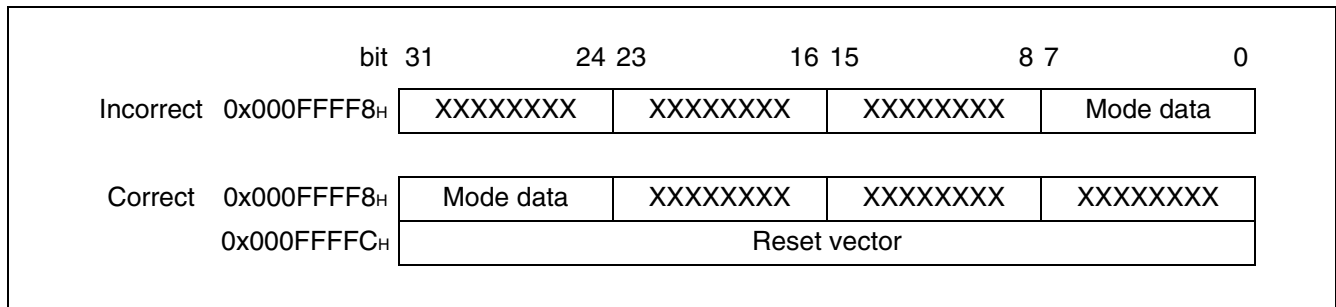 bit 31 24 23 16 15 8 7 0
Incorrect 0x000FFFF8H XXXXXXXX XXXXXXXX XXXXXXXX Mode data
Correct 0x000FFFF8H Mode data XXXXXXXX XXXXXXXX XXXXXXXX
0x000FFFFCH Reset vector